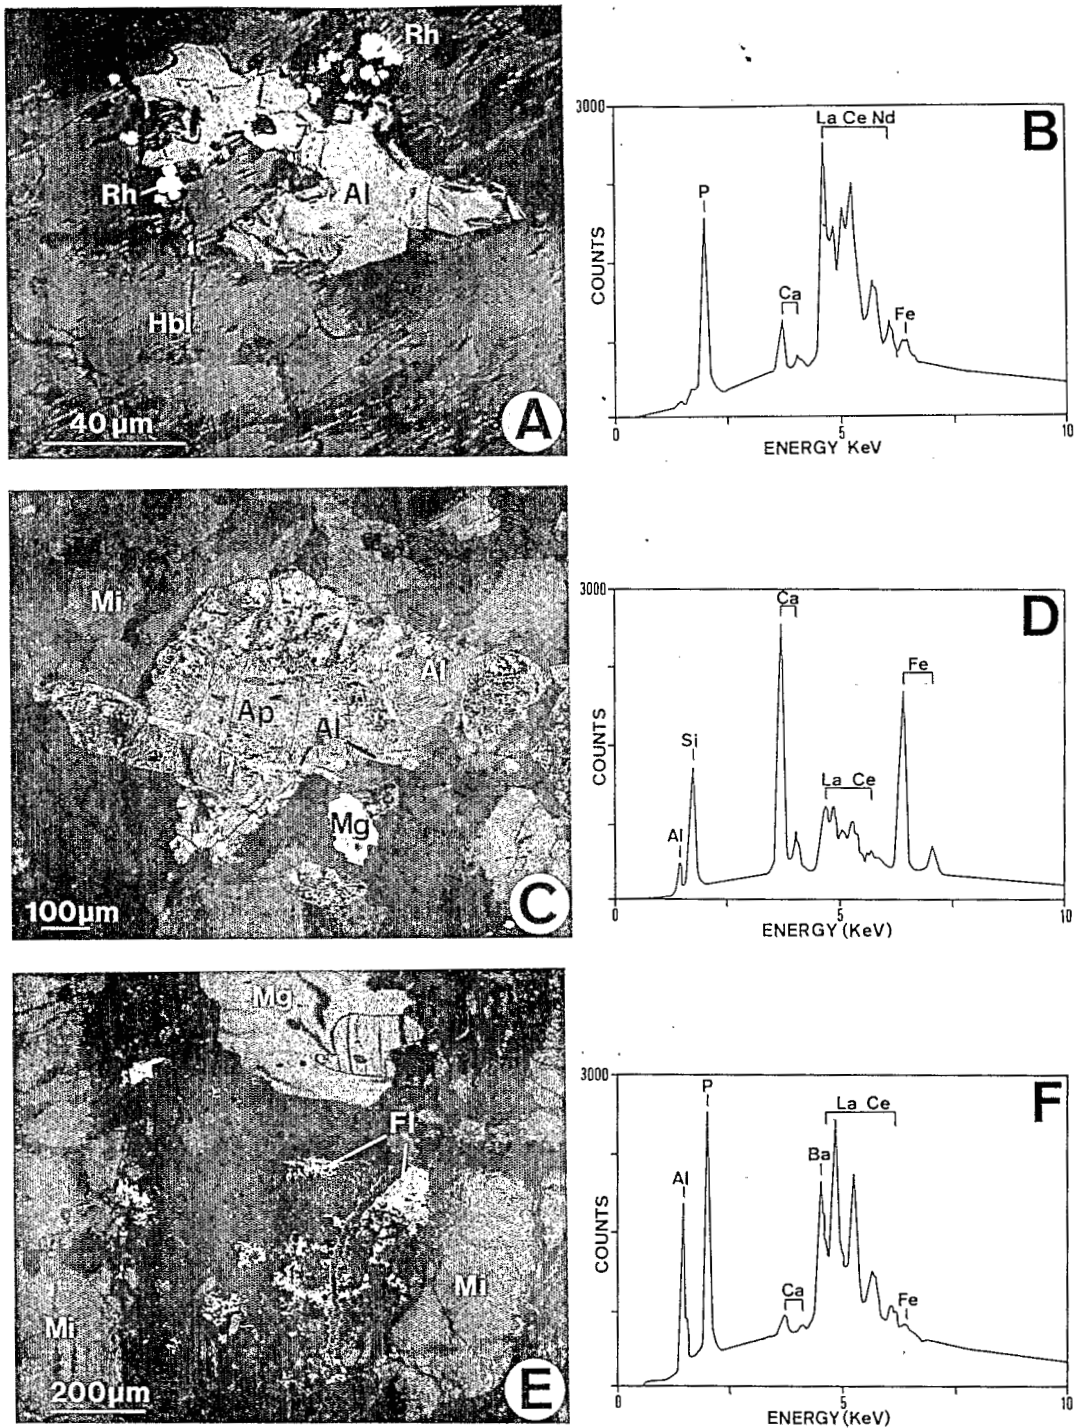 Rh
Rh
Al
Hbl
40 µm
A
3000
La Ce Nd
B
P
Ca
Fe
COUNTS
0
5
10
ENERGY KeV
Mi
Al
Ap
Al
Mg
100µm
C
3000
Ca
D
Fe
Si
La Ce
Al
COUNTS
0
5
10
ENERGY (KeV)
Mg
Fl
Mi
Mi
200µm
E
3000
P
La Ce
F
Ba
Al
Ca
Fe
COUNTS
0
5
10
ENERGY (KeV)